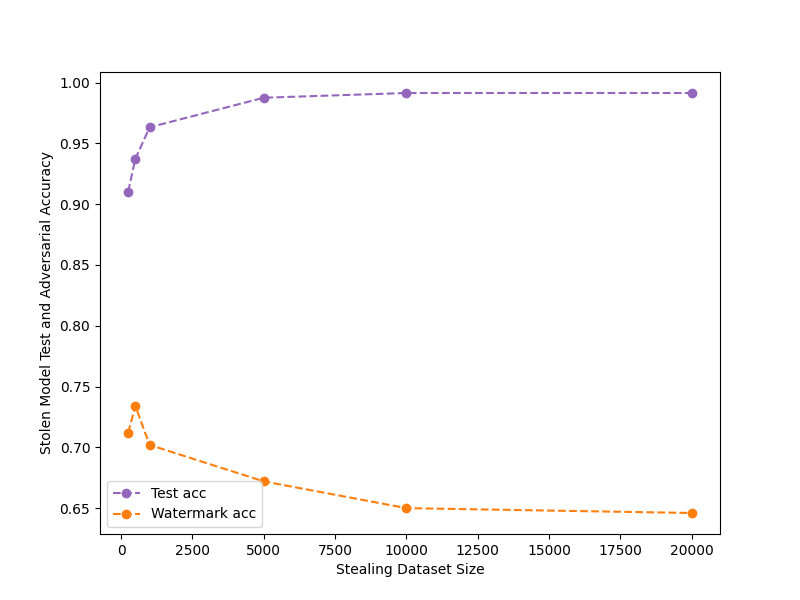 1.00
0.95
0.90
0.85
0.80
0.75
0.70
0.65
Stolen Model Test and Adversarial Accuracy
Test acc
Watermark acc
0 2500 5000 7500 10000 12500 15000 17500 20000
Stealing Dataset Size